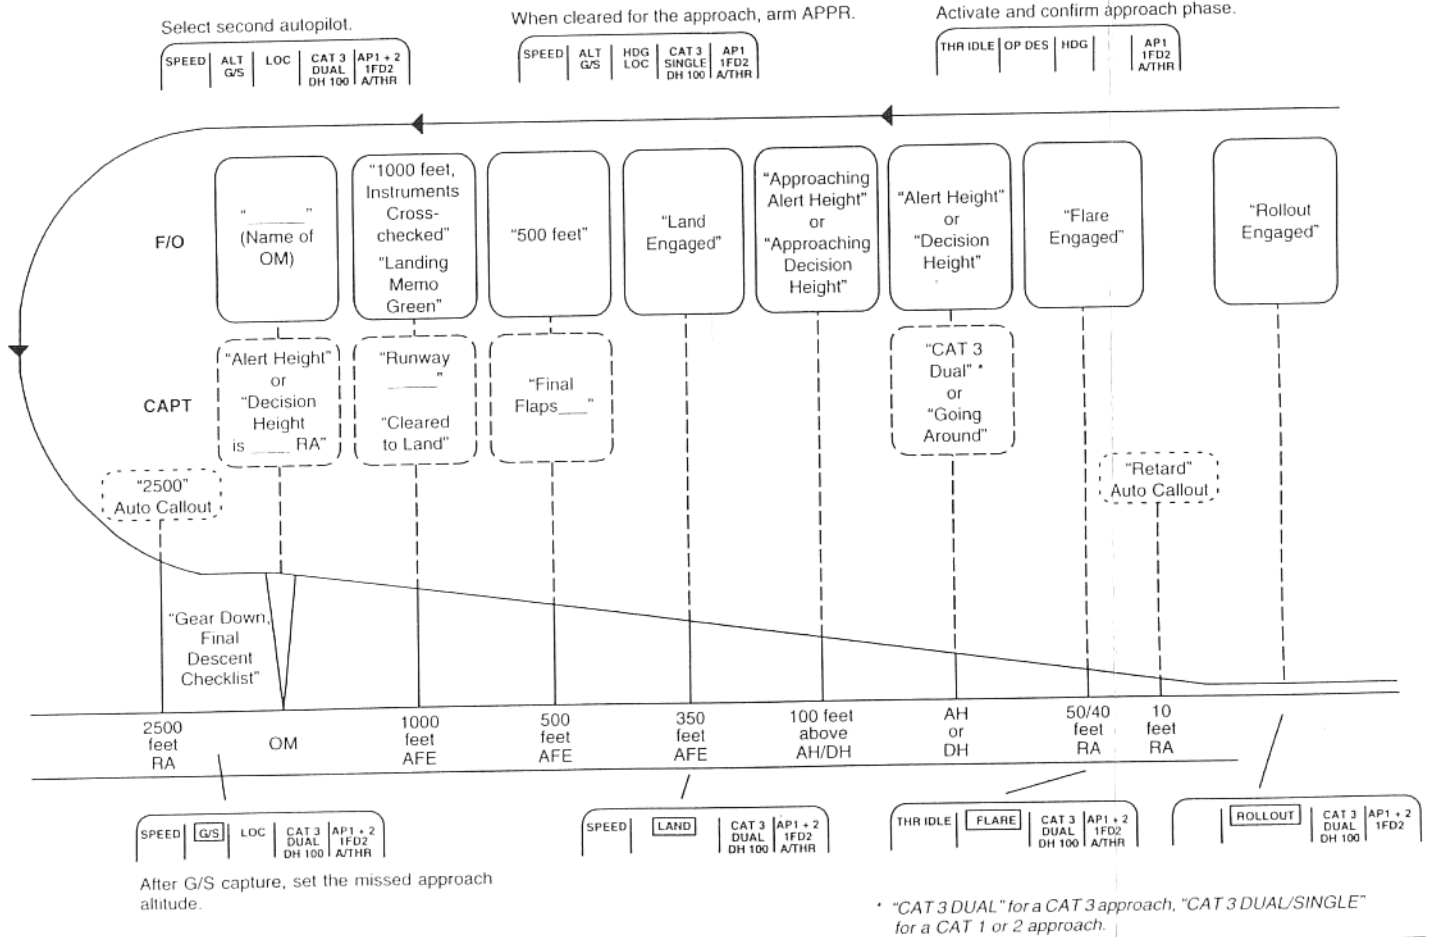 Select second autopilot.
SPEED ALT G/S LOC CAT 3 DUAL DH 100 AP1 + 2 1FD2 A/THR
When cleared for the approach, arm APPR.
SPEED ALT G/S HDG LOC CAT 3 SINGLE DH 100 AP1 1FD2 A/THR
Activate and confirm approach phase.
THR IDLE OP DES HDG AP1 1FD2 A/THR
F/O
"______"
(Name of
OM)
"1000 feet,
Instruments
Cross-
checked"
"Landing
Memo
Green"
"500 feet"
"Land
Engaged"
"Approaching
Alert Height"
or
"Approaching
Decision
Height"
"Alert Height"
or
"Decision
Height"
"Flare
Engaged"
"Rollout
Engaged"
CAPT
"Alert Height"
or
"Decision
Height
is ____ RA"
"Runway
_____"
"Cleared
to Land"
"Final
Flaps___"
"CAT 3
Dual" *
or
"Going
Around"
"2500"
Auto Callout
"Retard"
Auto Callout
"Gear Down,
Final
Descent
Checklist"
2500
feet
RA
OM
1000
feet
AFE
500
feet
AFE
350
feet
AFE
100 feet
above
AH/DH
AH
or
DH
50/40
feet
RA
10
feet
RA
SPEED G/S LOC CAT 3 DUAL DH 100 AP1 + 2 1FD2 A/THR
After G/S capture, set the missed approach
altitude.
SPEED LAND CAT 3 DUAL DH 100 AP1 + 2 1FD2 A/THR
THR IDLE FLARE CAT 3 DUAL DH 100 AP1 + 2 1FD2 A/THR
ROLLOUT CAT 3 DUAL DH 100 AP1 + 2 1FD2
* "CAT 3 DUAL" for a CAT 3 approach, "CAT 3 DUAL/SINGLE"
for a CAT 1 or 2 approach.